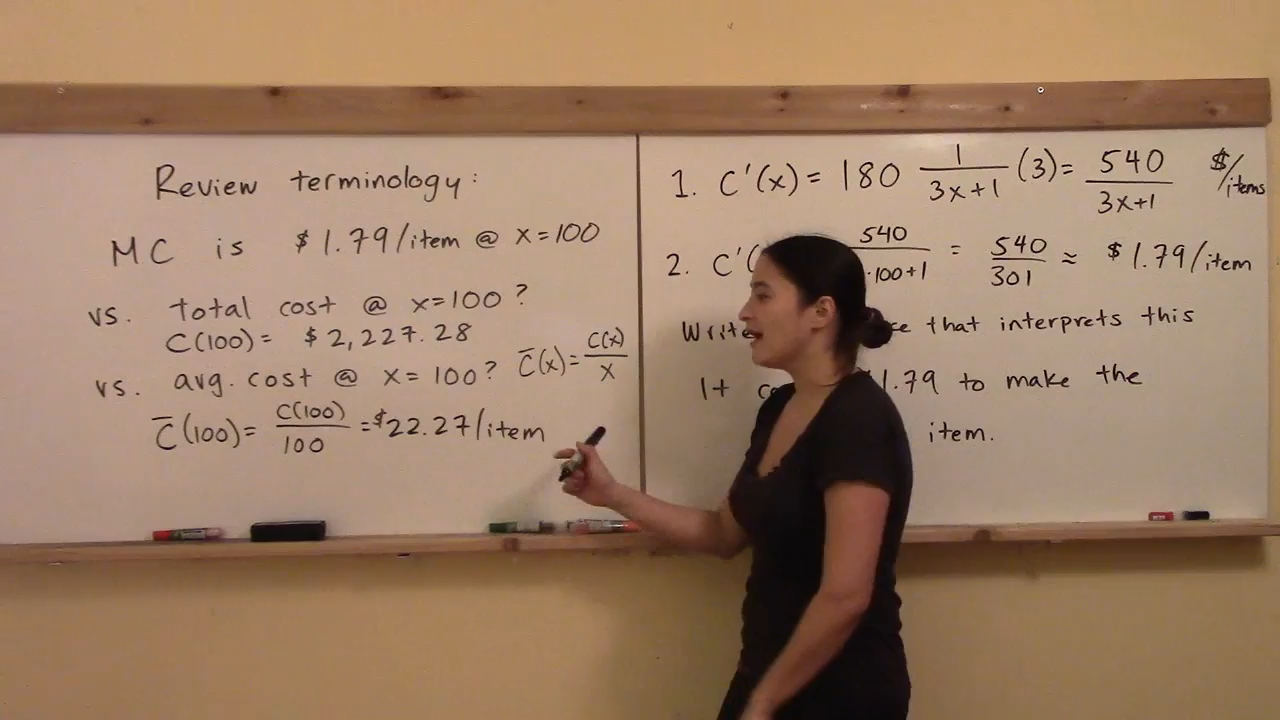 Review terminology:
MC is $1.79/item @ x=100
vs. total cost @ x=100?
C(100)= $2,227.28
vs. avg. cost @ x=100? C̅(x)= C(x)/x
C̅(100)= C(100)/100 =$22.27/item
1. C'(x)= 180 1/(3x+1) (3)= 540/(3x+1) $/items
2. C'( 540/·100+1 = 540/301 ≈ $1.79/item
Write that interprets this
It 1.79 to make the
item.